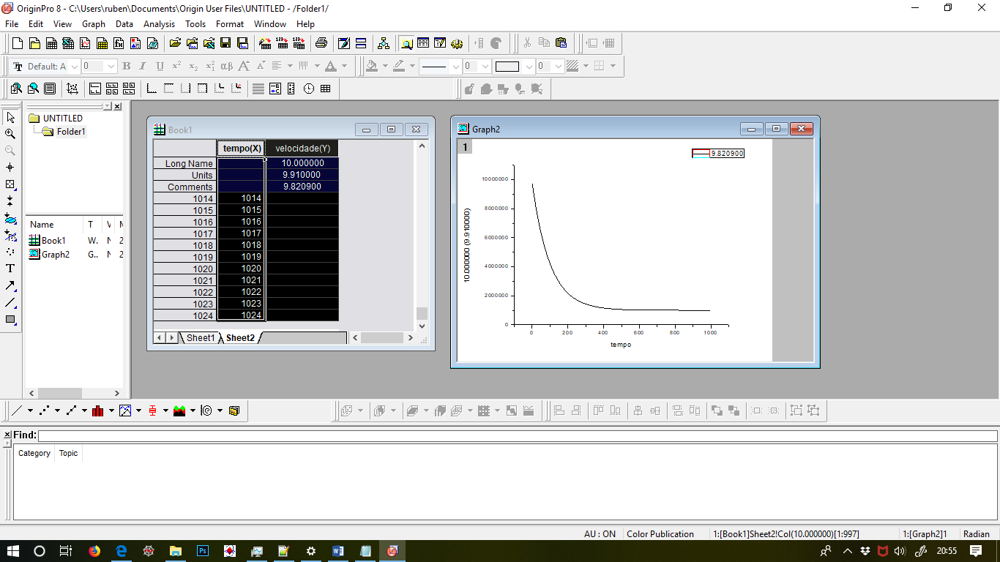 OriginPro 8 - C:\Users\ruben\Documents\Origin User Files\UNTITLED - /Folder1/
File Edit View Graph Data Analysis Tools Format Window Help
Default: A 0 B I U x² x₂ αβ A A A 0 0
UNTITLED
Folder1
Name T
Book1 W. N 2
Graph2 G.. N 2
Book1
tempo(X) velocidade(Y)
Long Name 10.000000
Units 9.910000
Comments 9.820900
1014 1014
1015 1015
1016 1016
1017 1017
1018 1018
1019 1019
1020 1020
1021 1021
1022 1022
1023 1023
1024 1024
Sheet1 Sheet2
Graph2
1
9.820900
10.000000 (9.910000)
10000000
8000000
6000000
4000000
2000000
0
0 200 400 600 800 1000
tempo
Find:
Category Topic
AU : ON Color Publication 1:[Book1]Sheet2!Col(10.000000)[1:997] 1:[Graph2]1 Radian
20:55